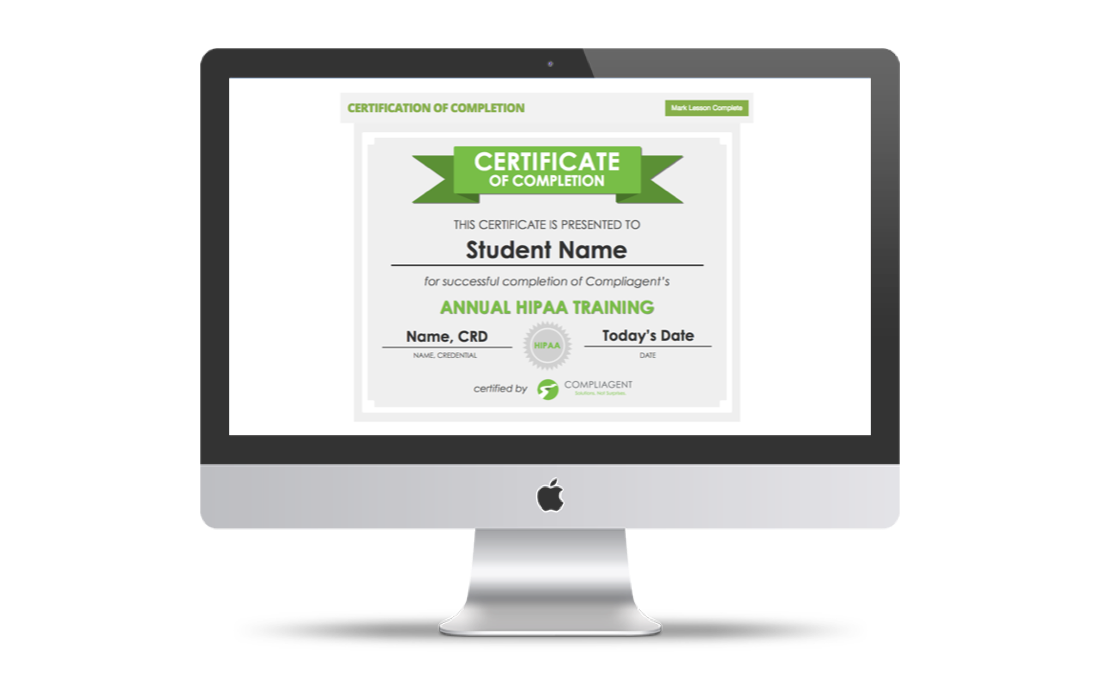 CERTIFICATION OF COMPLETION
Mark Lesson Complete
CERTIFICATE
OF COMPLETION
THIS CERTIFICATE IS PRESENTED TO
Student Name
for successful completion of Compliagent's
ANNUAL HIPAA TRAINING
Name, CRD
Today's Date
NAME, CREDENTIAL
HIPAA
DATE
certified by
COMPLIAGENT
Solutions, Not Surprises.